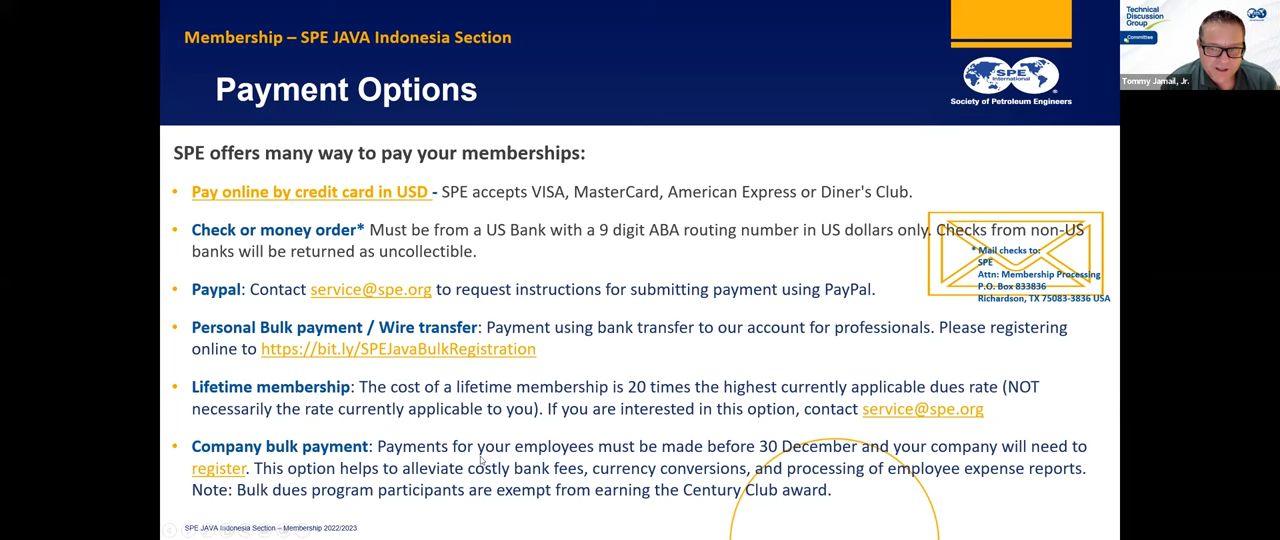 Membership – SPE JAVA Indonesia Section
Payment Options
SPE
International
Society of Petroleum Engineers
Technical
Discussion
Group
Committee
Tommy Jamail, Jr.
SPE offers many way to pay your memberships:
• Pay online by credit card in USD - SPE accepts VISA, MasterCard, American Express or Diner's Club.
• Check or money order* Must be from a US Bank with a 9 digit ABA routing number in US dollars only. Checks from non-US
banks will be returned as uncollectible.
* Mail checks to:
SPE
Attn: Membership Processing
P.O. Box 833836
Richardson, TX 75083-3836 USA
• Paypal: Contact service@spe.org to request instructions for submitting payment using PayPal.
• Personal Bulk payment / Wire transfer: Payment using bank transfer to our account for professionals. Please registering
online to https://bit.ly/SPEJavaBulkRegistration
• Lifetime membership: The cost of a lifetime membership is 20 times the highest currently applicable dues rate (NOT
necessarily the rate currently applicable to you). If you are interested in this option, contact service@spe.org
• Company bulk payment: Payments for your employees must be made before 30 December and your company will need to
register. This option helps to alleviate costly bank fees, currency conversions, and processing of employee expense reports.
Note: Bulk dues program participants are exempt from earning the Century Club award.
SPE JAVA Indonesia Section – Membership 2022/2023